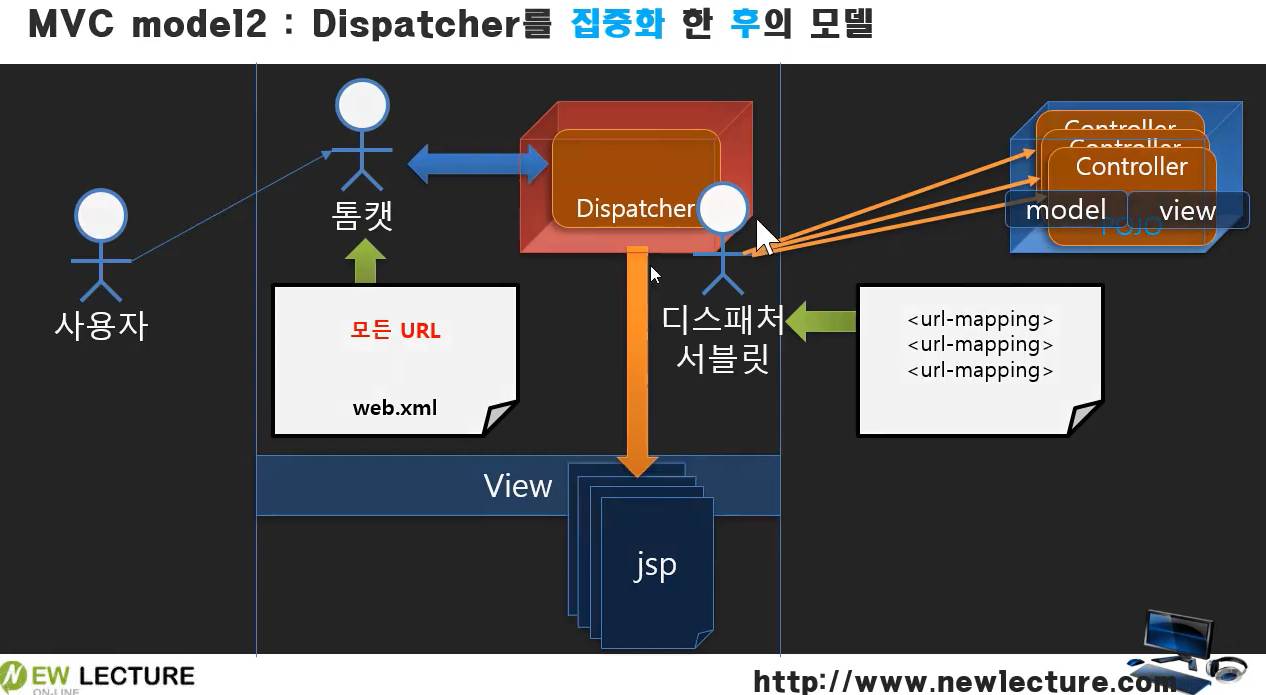 MVC model2 : Dispatcher를 집중화 한 후의 모델
톰캣
사용자
Dispatcher
디스패처
서블릿
Controller
Controller
Controller
model
view
POJO
모든 URL
web.xml
<url-mapping>
<url-mapping>
<url-mapping>
View
jsp
NEW LECTURE
ON-LINE
http://www.newlecture.com